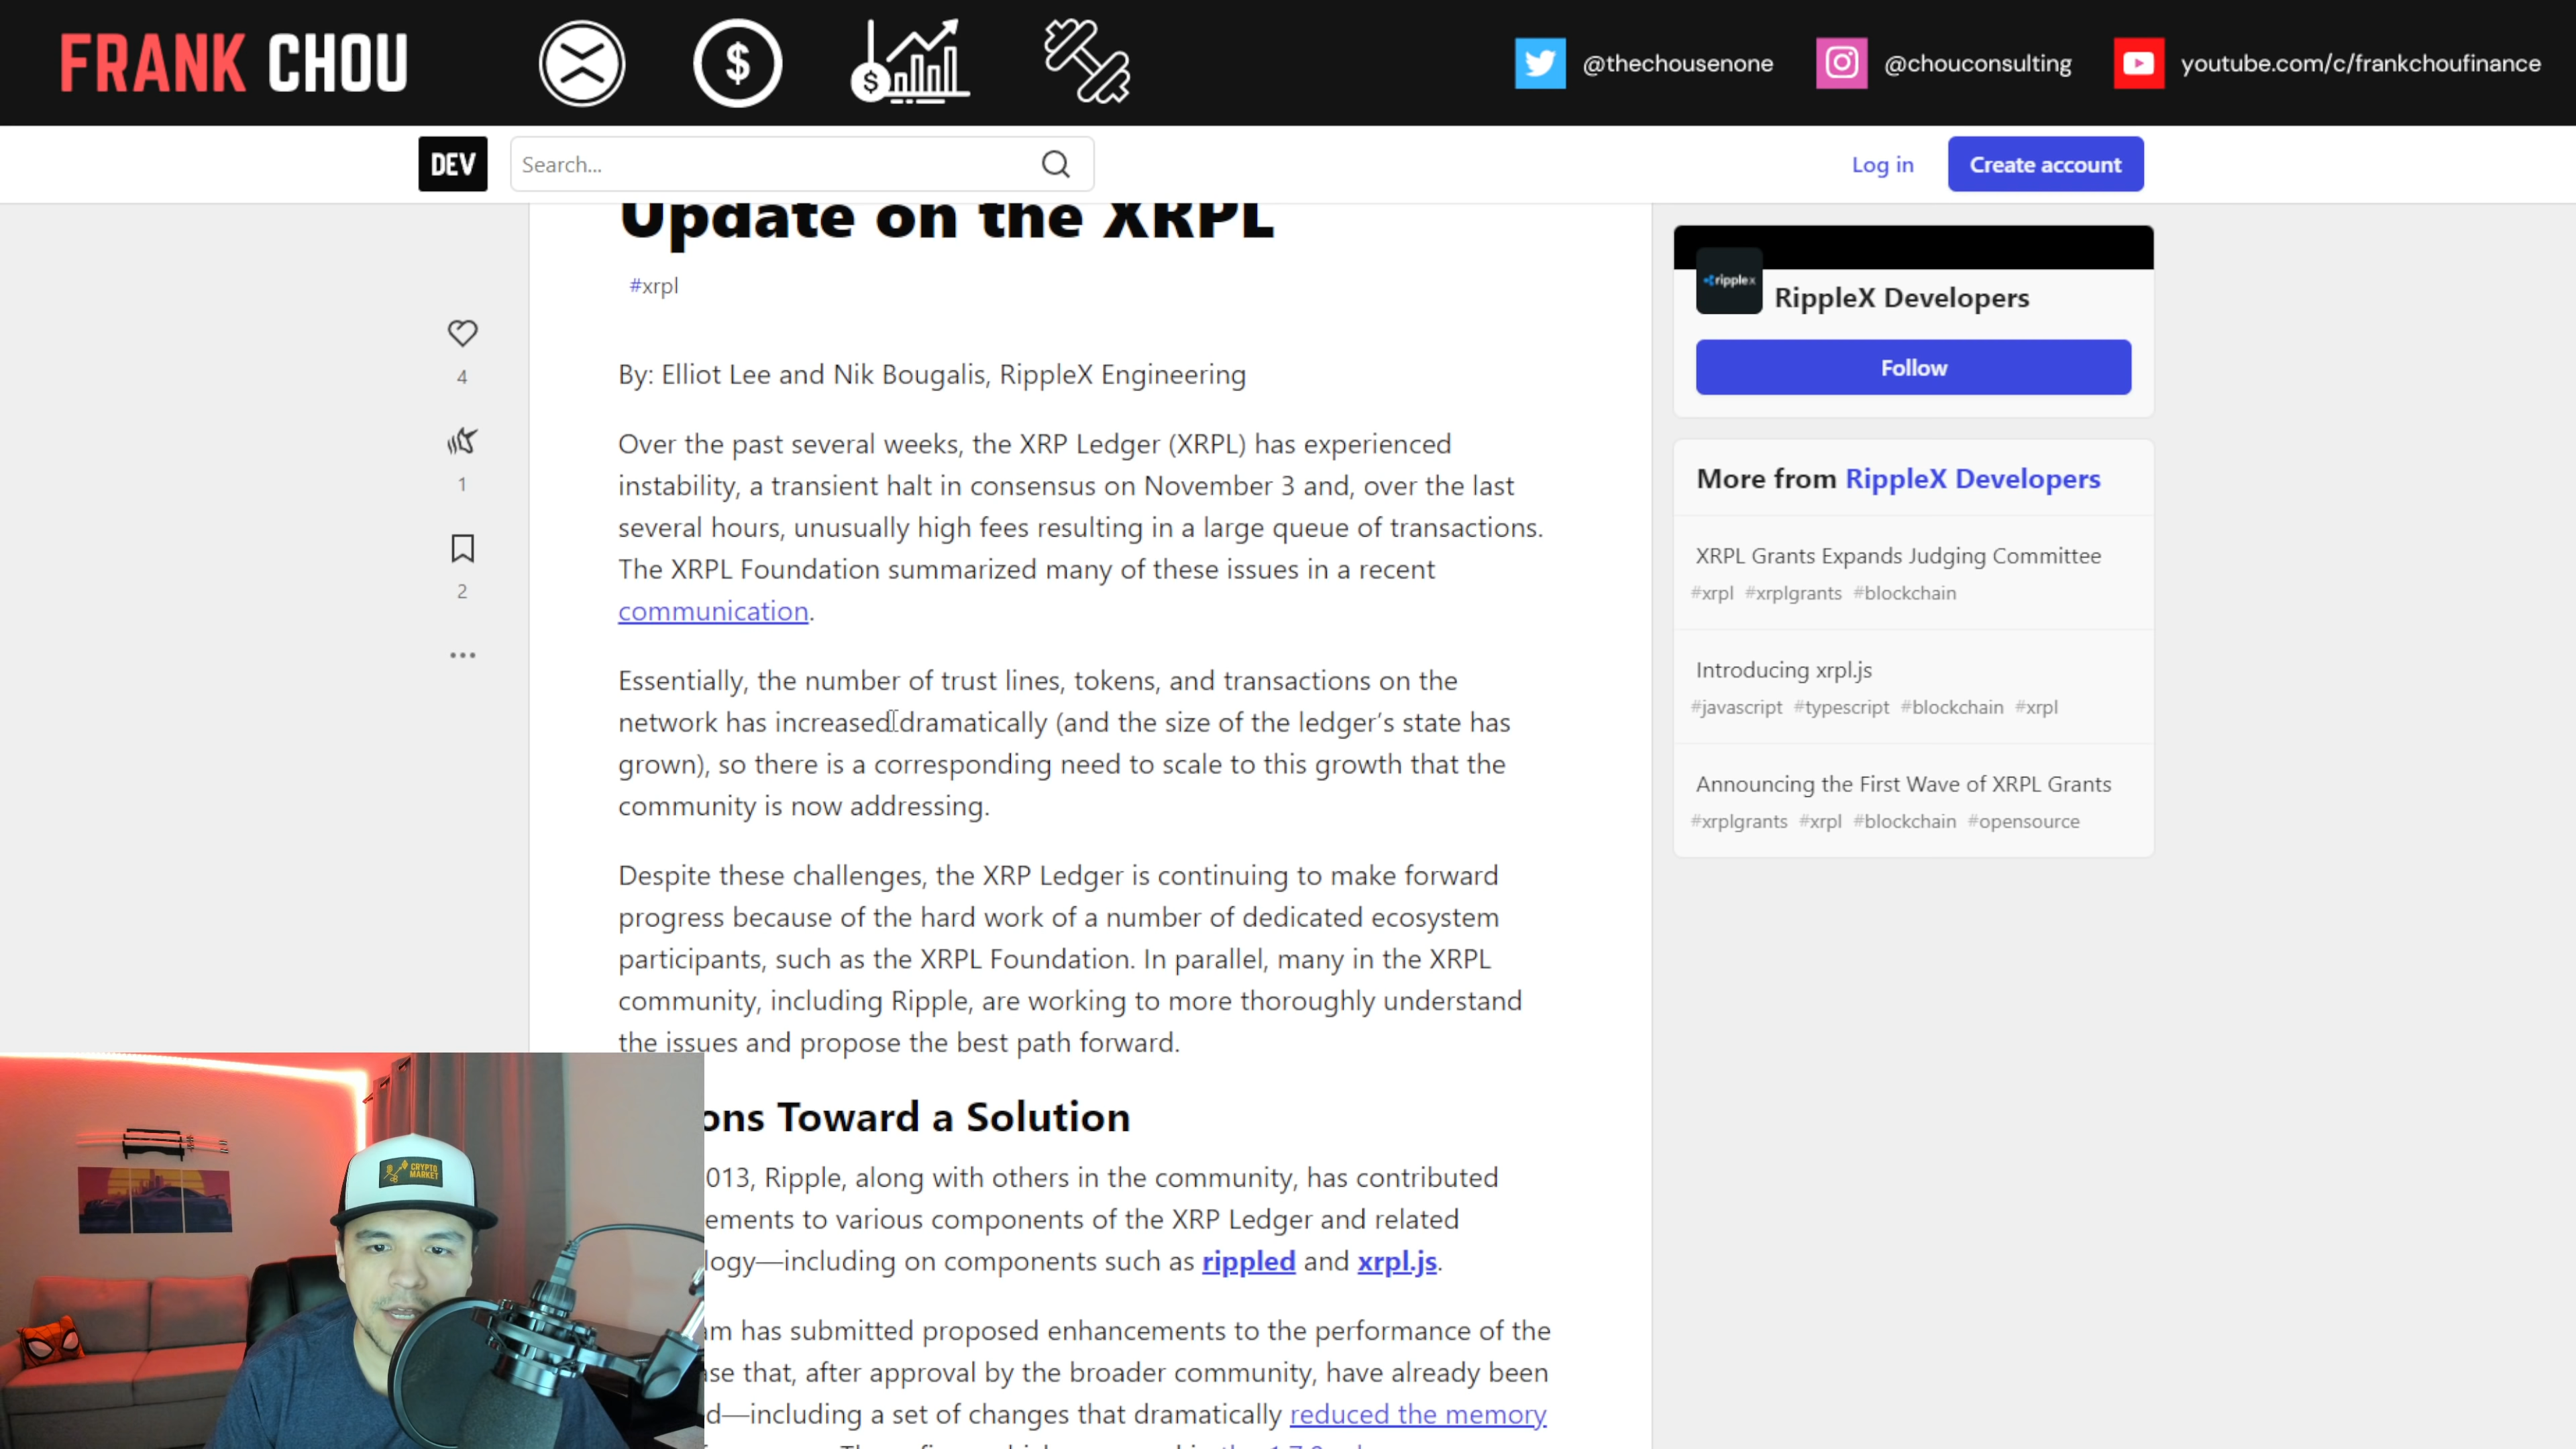 FRANK CHOU
@thechousenone
@chouconsulting
youtube.com/c/frankchoufinance
DEV
Search...
Log in
Create account
Update on the XRPL
#xrpl
4
1
2
By: Elliot Lee and Nik Bougalis, RippleX Engineering
Over the past several weeks, the XRP Ledger (XRPL) has experienced
instability, a transient halt in consensus on November 3 and, over the last
several hours, unusually high fees resulting in a large queue of transactions.
The XRPL Foundation summarized many of these issues in a recent
communication.
Essentially, the number of trust lines, tokens, and transactions on the
network has increased dramatically (and the size of the ledger's state has
grown), so there is a corresponding need to scale to this growth that the
community is now addressing.
Despite these challenges, the XRP Ledger is continuing to make forward
progress because of the hard work of a number of dedicated ecosystem
participants, such as the XRPL Foundation. In parallel, many in the XRPL
community, including Ripple, are working to more thoroughly understand
the issues and propose the best path forward.
ons Toward a Solution
013, Ripple, along with others in the community, has contributed
ements to various components of the XRP Ledger and related
logy—including on components such as rippled and xrpl.js.
am has submitted proposed enhancements to the performance of the
se that, after approval by the broader community, have already been
d—including a set of changes that dramatically reduced the memory
ripplex
RippleX Developers
Follow
More from RippleX Developers
XRPL Grants Expands Judging Committee
#xrpl #xrplgrants #blockchain
Introducing xrpl.js
#javascript #typescript #blockchain #xrpl
Announcing the First Wave of XRPL Grants
#xrplgrants #xrpl #blockchain #opensource
CRYPTO
MARKET